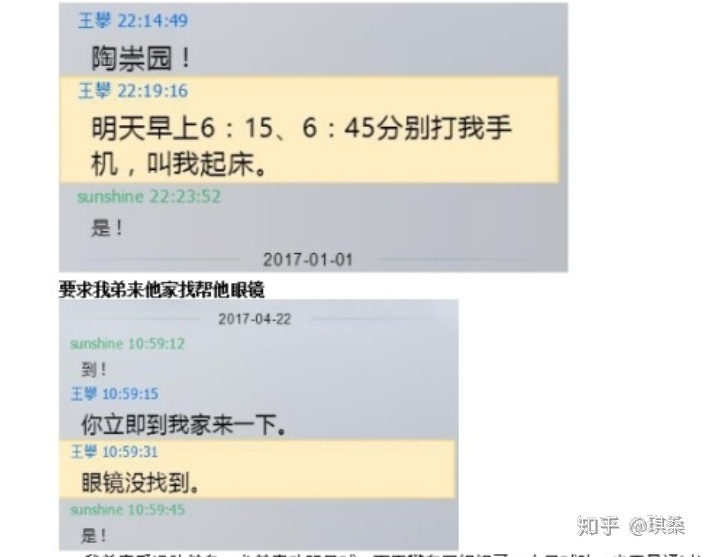 王攀 22:14:49
陶崇园！
王攀 22:19:16
明天早上6：15、6：45分别打我手
机，叫我起床。
sunshine 22:23:52
是！
2017-01-01
要求我弟来他家找帮他眼镜
2017-04-22
sunshine 10:59:12
到！
王攀 10:59:15
你立即到我家来一下。
王攀 10:59:31
眼镜没找到。
sunshine 10:59:45
是！
知乎 @琪桑